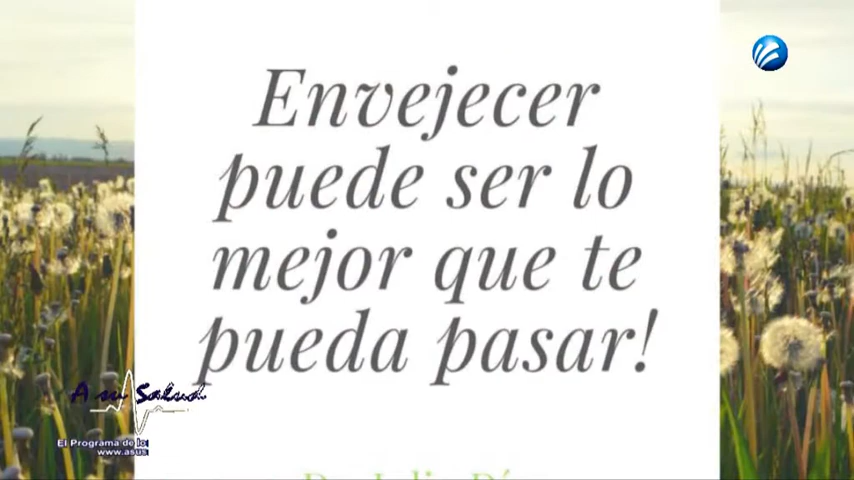 Envejecer
puede ser lo
mejor que te
pueda pasar!
A su Salud
El Programa de lo
www.asus